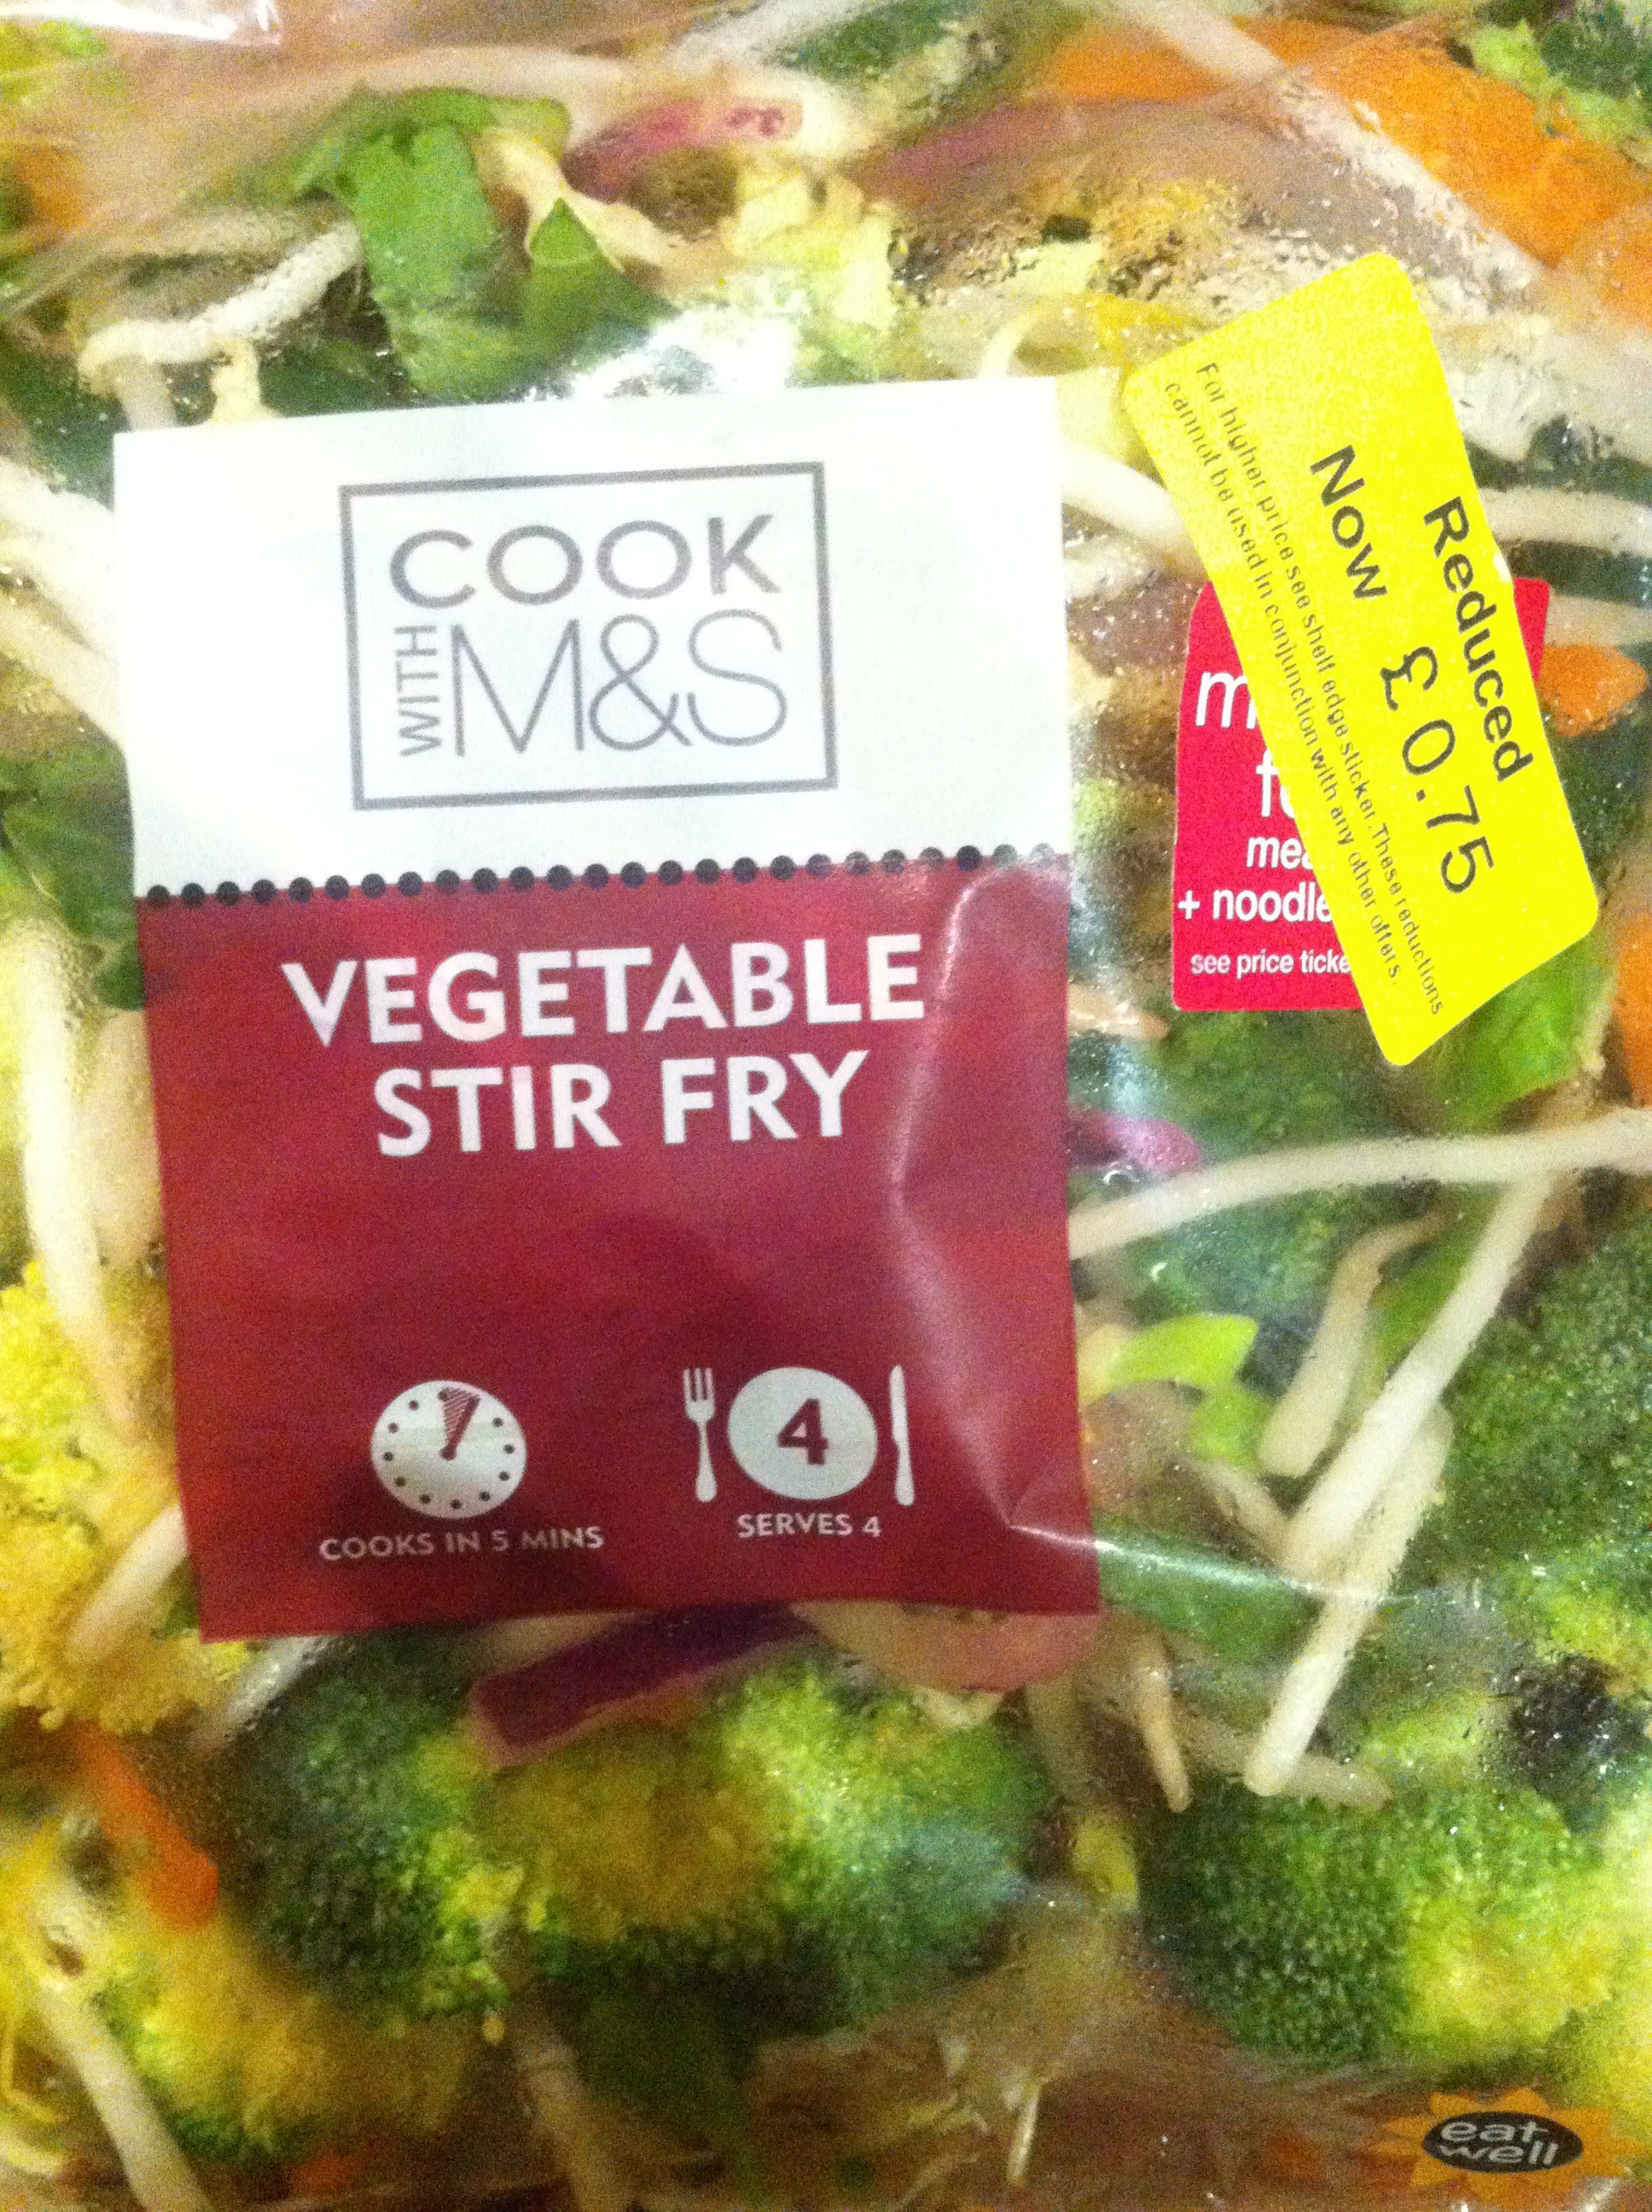 COOK
WITH M&S
VEGETABLE
STIR FRY
4
COOKS IN 5 MINS
SERVES 4
Reduced
Now £0.75
For higher price see shelf edge sticker. These reductions
cannot be used in conjunction with any other offers.
+
see price
eat
well